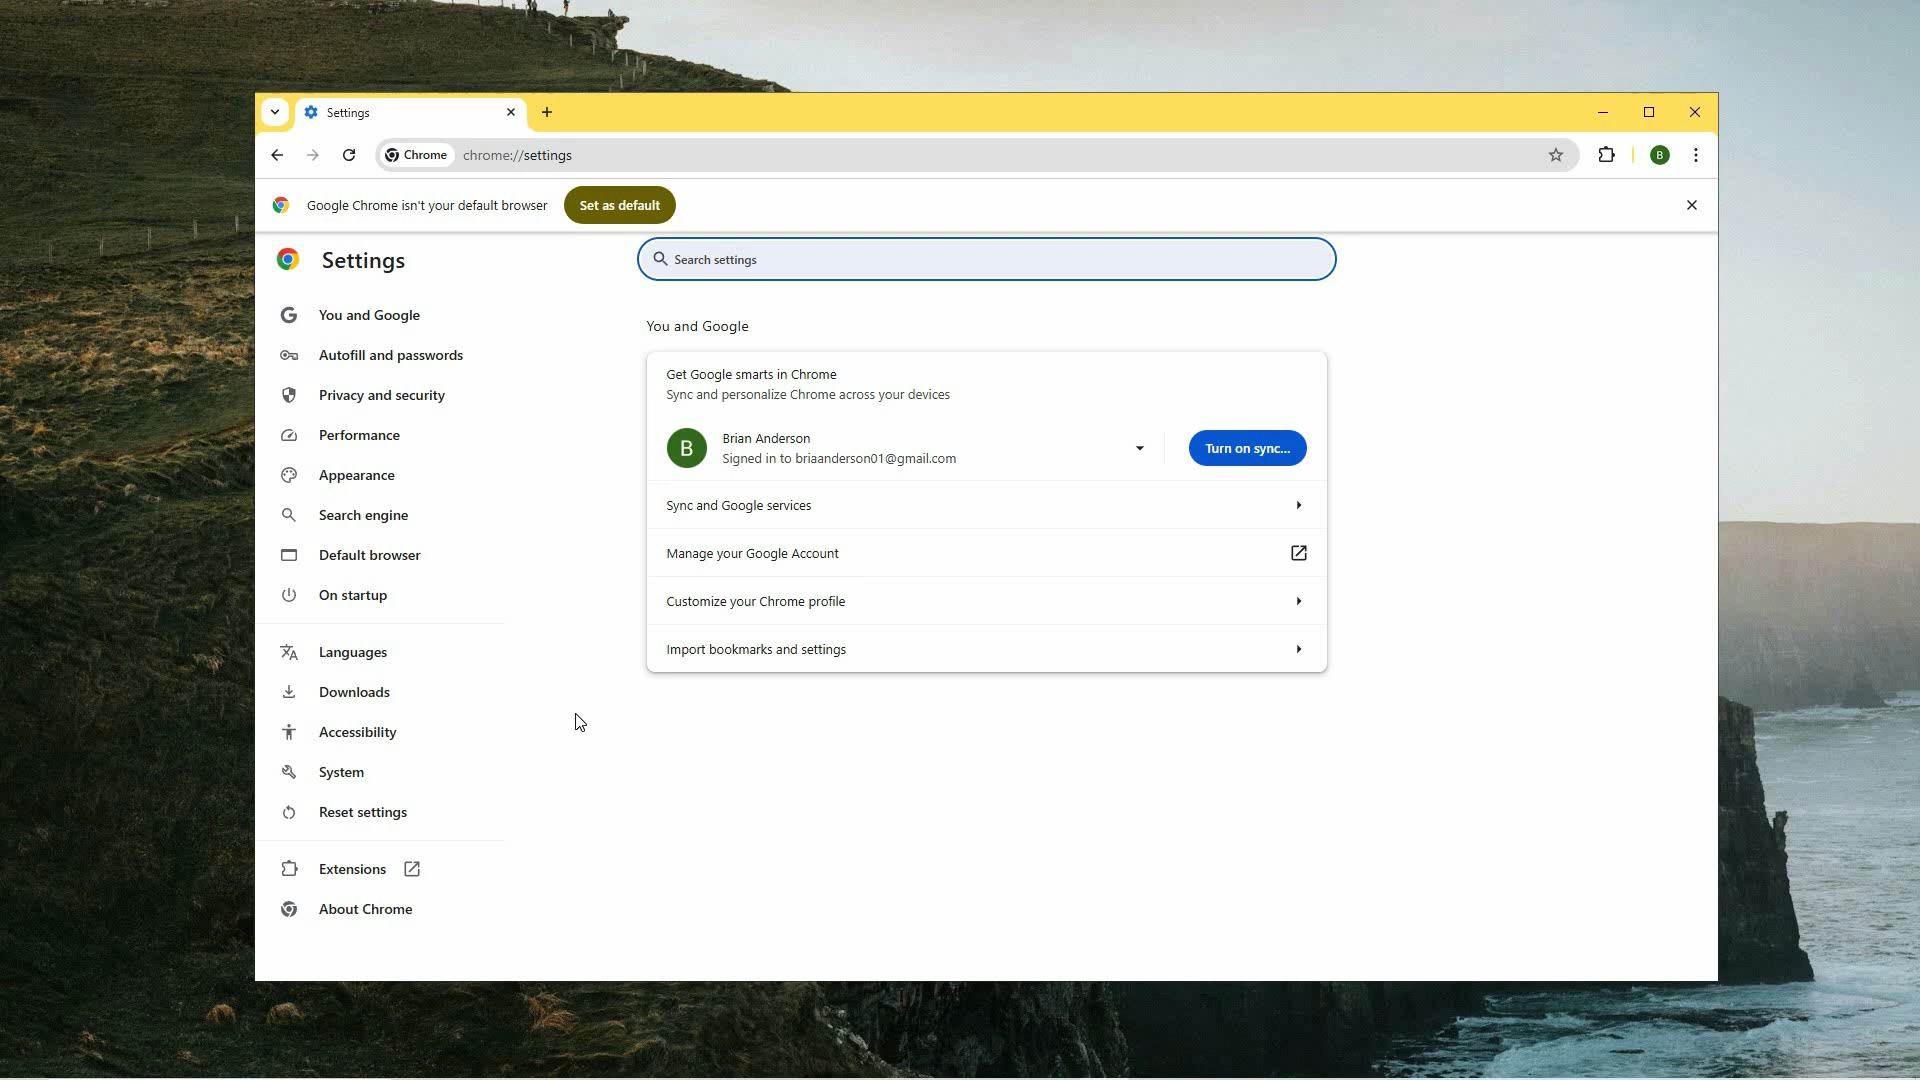 Settings
Chrome
chrome://settings
B
Google Chrome isn't your default browser
Set as default
Settings
Search settings
You and Google
Autofill and passwords
Privacy and security
Performance
Appearance
Search engine
Default browser
On startup
Languages
Downloads
Accessibility
System
Reset settings
Extensions
About Chrome
You and Google
Get Google smarts in Chrome
Sync and personalize Chrome across your devices
B
Brian Anderson
Signed in to briaanderson01@gmail.com
Turn on sync...
Sync and Google services
Manage your Google Account
Customize your Chrome profile
Import bookmarks and settings